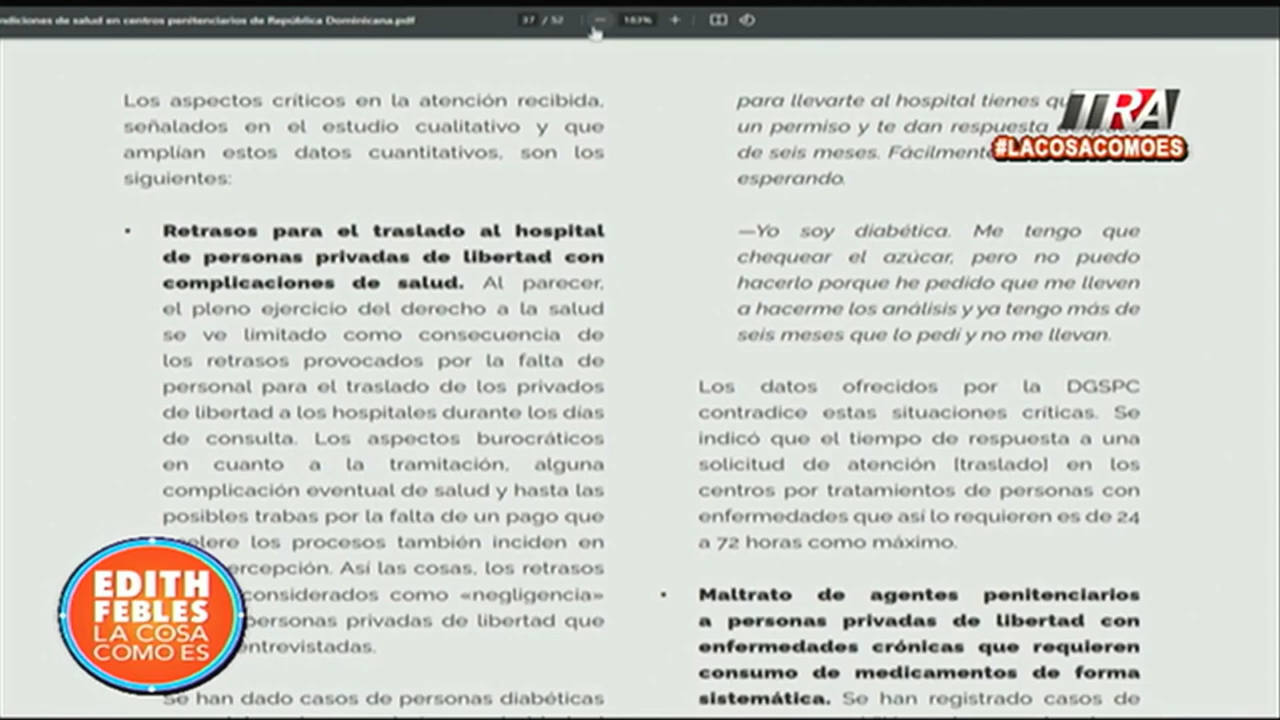 ndiciones de salud en centros penitenciarios de República Dominicana.pdf
37 / 52
163%
Los aspectos críticos en la atención recibida,
señalados en el estudio cualitativo y que
amplían estos datos cuantitativos, son los
siguientes:
• Retrasos para el traslado al hospital
de personas privadas de libertad con
complicaciones de salud. Al parecer,
el pleno ejercicio del derecho a la salud
se ve limitado como consecuencia de
los retrasos provocados por la falta de
personal para el traslado de los privados
de libertad a los hospitales durante los días
de consulta. Los aspectos burocráticos
en cuanto a la tramitación, alguna
complicación eventual de salud y hasta las
posibles trabas por la falta de un pago que
elere los procesos también inciden en
ercepción. Así las cosas, los retrasos
considerados como «negligencia»
personas privadas de libertad que
ntrevistadas.
Se han dado casos de personas diabéticas
para llevarte al hospital tienes qu
un permiso y te dan respuesta
de seis meses. Fácilmente
esperando.
—Yo soy diabética. Me tengo que
chequear el azúcar, pero no puedo
hacerlo porque he pedido que me lleven
a hacerme los análisis y ya tengo más de
seis meses que lo pedí y no me llevan.
Los datos ofrecidos por la DGSPC
contradice estas situaciones críticas. Se
indicó que el tiempo de respuesta a una
solicitud de atención [traslado] en los
centros por tratamientos de personas con
enfermedades que así lo requieren es de 24
a 72 horas como máximo.
• Maltrato de agentes penitenciarios
a personas privadas de libertad con
enfermedades crónicas que requieren
consumo de medicamentos de forma
sistemática. Se han registrado casos de
TRA
#LACOSACOMOES
EDITH
FEBLES
LA COSA
COMO ES